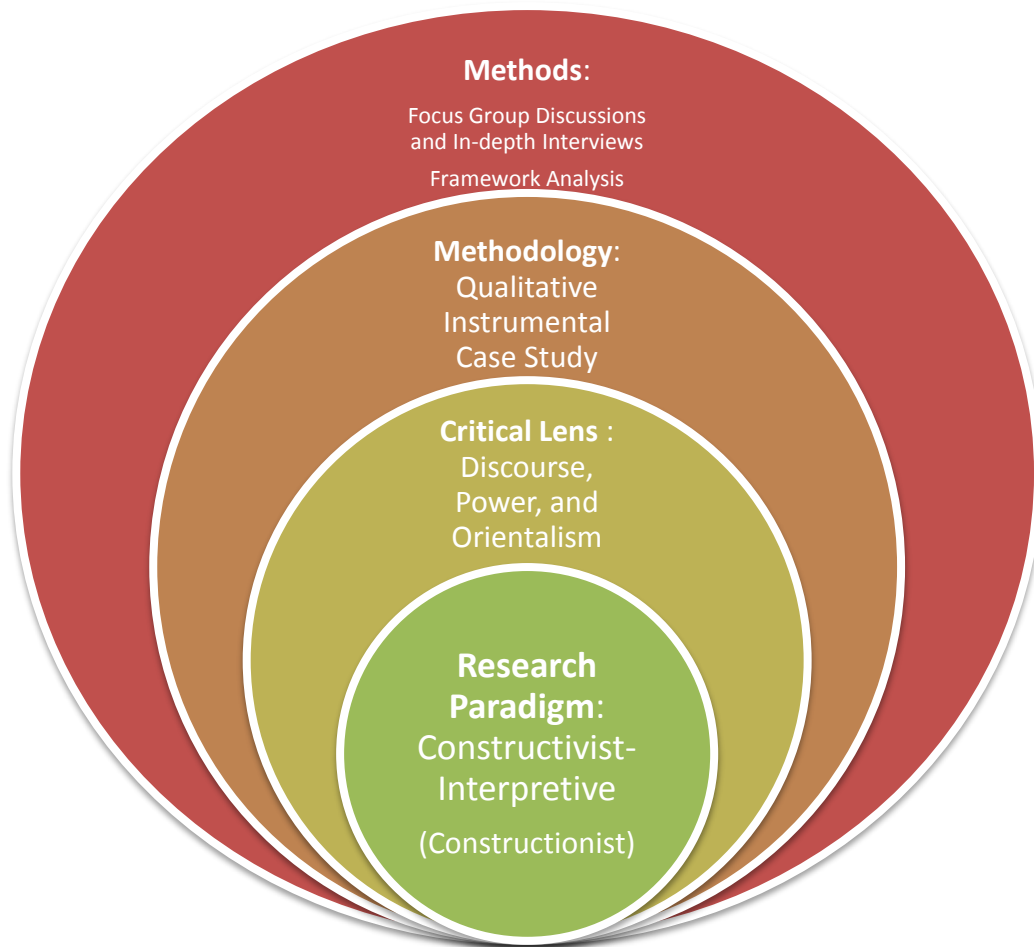 Methods:
Focus Group Discussions
and In-depth Interviews
Framework Analysis
Methodology:
Qualitative
Instrumental
Case Study
Critical Lens :
Discourse,
Power, and
Orientalism
Research
Paradigm:
Constructivist-
Interpretive
(Constructionist)